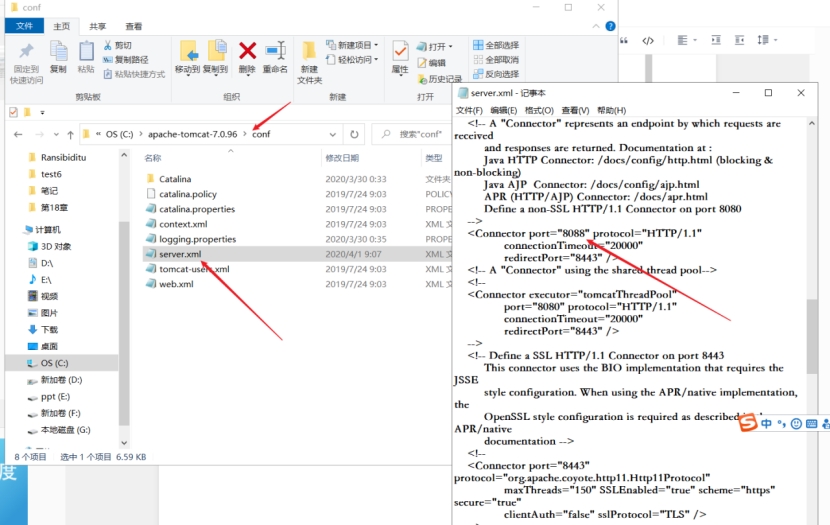 conf
文件
主页
共享
查看
固定到
快速访问
复制
粘贴
剪切
复制路径
粘贴快捷方式
剪贴板
移动到
复制到
删除
重命名
组织
新建
文件夹
新建项目
轻松访问
新建
属性
打开
编辑
历史记录
打开
全部选择
全部取消
反向选择
« OS (C:) › apache-tomcat-7.0.96 › conf
搜索"conf"
Ransibiditu
test6
笔记
第18章
计算机
3D 对象
D:\
E:\
视频
图片
下载
桌面
OS (C:)
新加卷 (D:)
ppt (E:)
新加卷 (F:)
本地磁盘 (G:)
名称 修改日期 类型
Catalina 2020/3/30 0:33 文件夹
catalina.policy 2019/7/24 9:03 POLIC
catalina.properties 2019/7/24 9:03 PROPE
context.xml 2019/7/24 9:03 XML 文
logging.properties 2020/3/30 0:35 PROPE
server.xml 2020/4/1 9:07 XML 文
tomcat-users.xml 2019/7/24 9:03 XML 文
web.xml 2019/7/24 9:03 XML 文
8 个项目 选中 1 个项目 6.59 KB
度
server.xml - 记事本
文件(F) 编辑(E) 格式(O) 查看(V) 帮助(H)
<!-- A "Connector" represents an endpoint by which requests are
received
and responses are returned. Documentation at :
Java HTTP Connector: /docs/config/http.html (blocking &
non-blocking)
Java AJP Connector: /docs/config/ajp.html
APR (HTTP/AJP) Connector: /docs/apr.html
Define a non-SSL HTTP/1.1 Connector on port 8080
-->
<Connector port="8088" protocol="HTTP/1.1"
connectionTimeout="20000"
redirectPort="8443" />
<!-- A "Connector" using the shared thread pool-->
<!--
<Connector executor="tomcatThreadPool"
port="8080" protocol="HTTP/1.1"
connectionTimeout="20000"
redirectPort="8443" />
-->
<!-- Define a SSL HTTP/1.1 Connector on port 8443
This connector uses the BIO implementation that requires the
JSSE
style configuration. When using the APR/native implementation,
the
OpenSSL style configuration is required as described
APR/native
documentation -->
<!--
<Connector port="8443"
protocol="org.apache.coyote.http11.Http11Protocol"
maxThreads="150" SSLEnabled="true" scheme="https"
secure="true"
clientAuth="false" sslProtocol="TLS" />
S 中